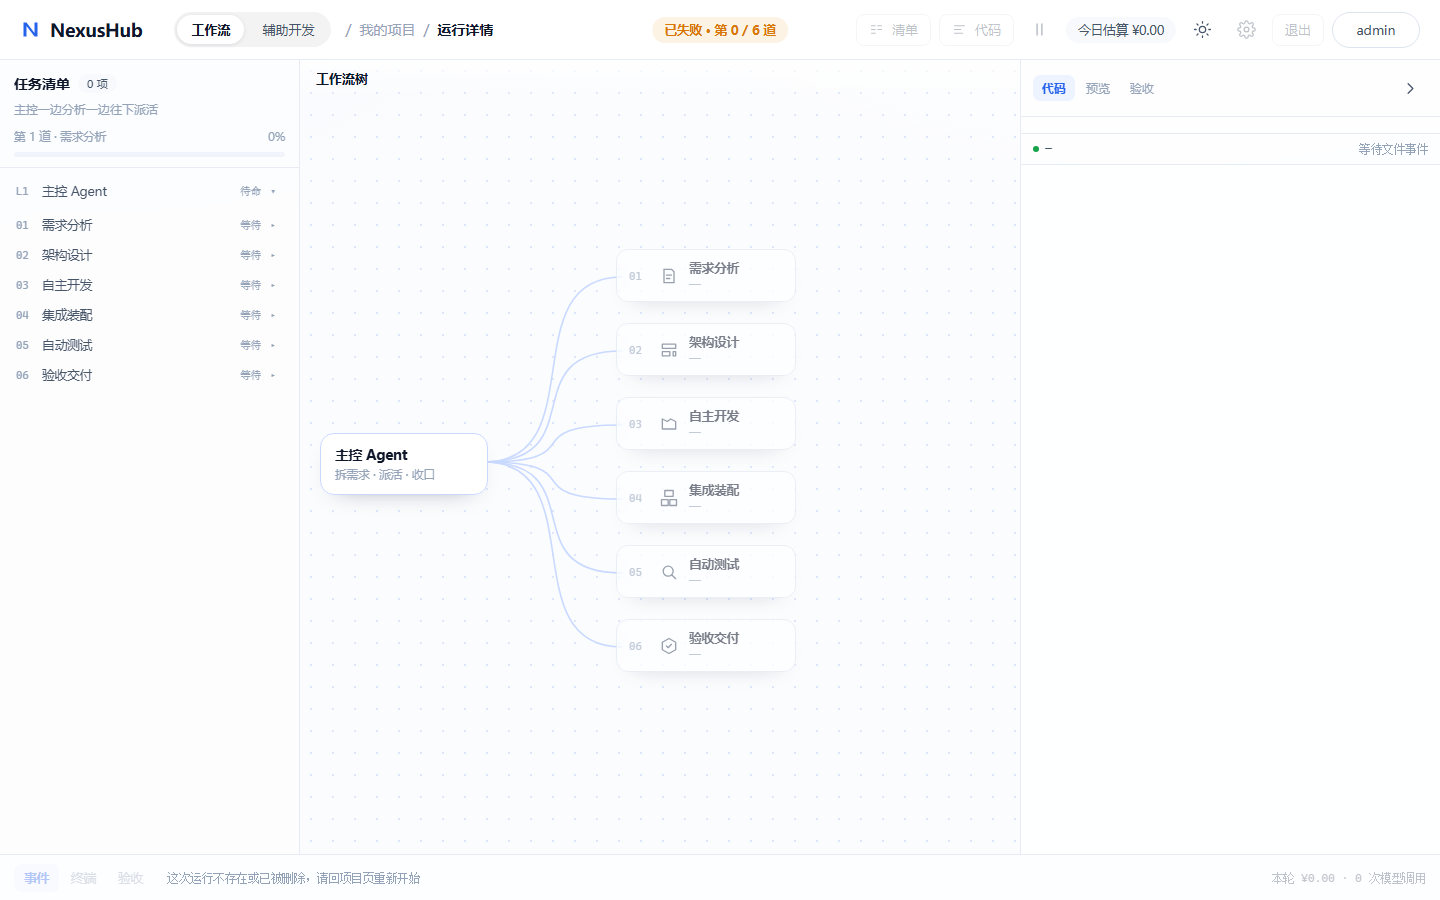 NexusHub 工作流 辅助开发 / 我的项目 / 运行详情 已失败 • 第 0 / 6 道 清单 代码 今日估算 ¥0.00 退出 admin
任务清单 0 项
主控一边分析一边往下派活
第 1 道 · 需求分析 0%
L1 主控 Agent 待命
01 需求分析 等待
02 架构设计 等待
03 自主开发 等待
04 集成装配 等待
05 自动测试 等待
06 验收交付 等待
工作流树
主控 Agent
拆需求 · 派活 · 收口
01 需求分析
—
02 架构设计
—
03 自主开发
—
04 集成装配
—
05 自动测试
—
06 验收交付
—
代码 预览 验收
— 等待文件事件
事件 终端 验收 这次运行不存在或已被删除，请回项目页重新开始
本轮 ¥0.00 · 0 次模型调用